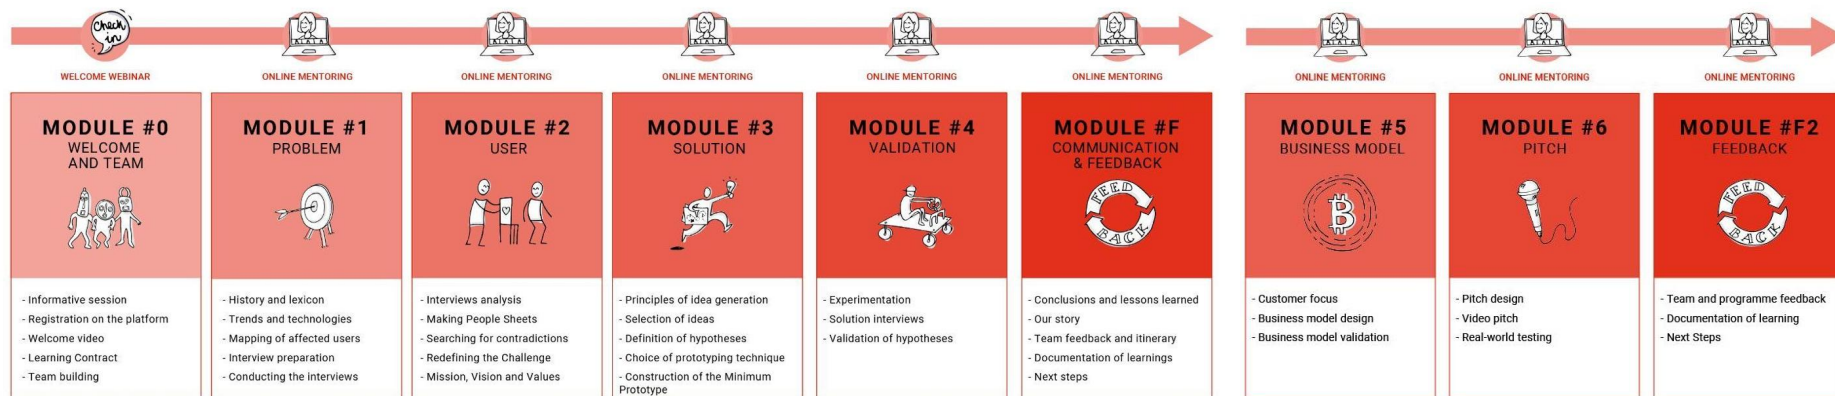 Check
in
WELCOME WEBINAR
ONLINE MENTORING
ONLINE MENTORING
ONLINE MENTORING
ONLINE MENTORING
ONLINE MENTORING
ONLINE MENTORING
ONLINE MENTORING
ONLINE MENTORING
MODULE #0
WELCOME
AND TEAM
- Informative session
- Registration on the platform
- Welcome video
- Learning Contract
- Team building
MODULE #1
PROBLEM
- History and lexicon
- Trends and technologies
- Mapping of affected users
- Interview preparation
- Conducting the interviews
MODULE #2
USER
- Interviews analysis
- Making People Sheets
- Searching for contradictions
- Redefining the Challenge
- Mission, Vision and Values
MODULE #3
SOLUTION
- Principles of idea generation
- Selection of ideas
- Definition of hypotheses
- Choice of prototyping technique
- Construction of the Minimum
Prototype
MODULE #4
VALIDATION
- Experimentation
- Solution interviews
- Validation of hypotheses
MODULE #F
COMMUNICATION
& FEEDBACK
FEED
BACK
- Conclusions and lessons learned
- Our story
- Team feedback and itinerary
- Documentation of learnings
- Next steps
MODULE #5
BUSINESS MODEL
- Customer focus
- Business model design
- Business model validation
MODULE #6
PITCH
- Pitch design
- Video pitch
- Real-world testing
MODULE #F2
FEEDBACK
FEED
BACK
- Team and programme feedback
- Documentation of learning
- Next Steps